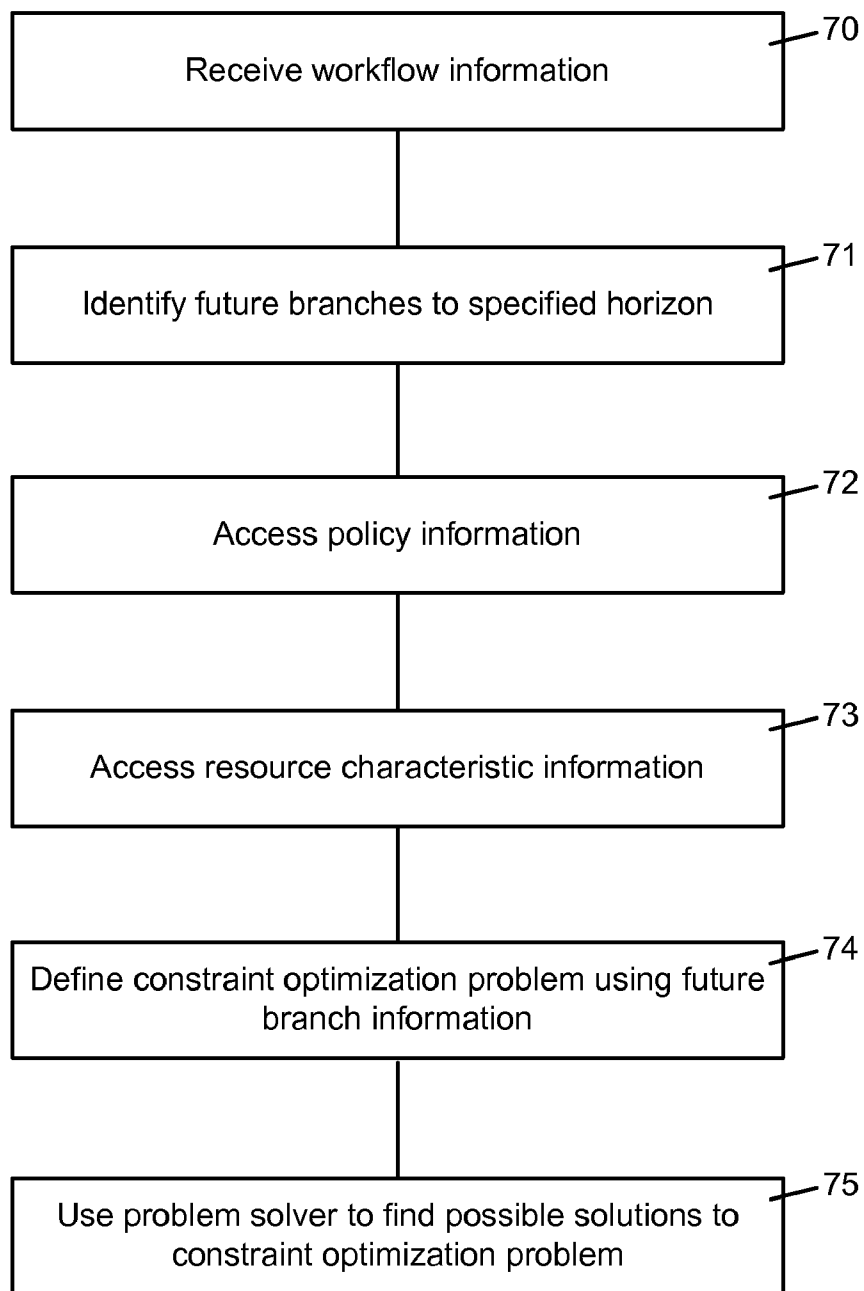 70
Receive workflow information
71
Identify future branches to specified horizon
72
Access policy information
73
Access resource characteristic information
74
Define constraint optimization problem using future
branch information
75
Use problem solver to find possible solutions to
constraint optimization problem